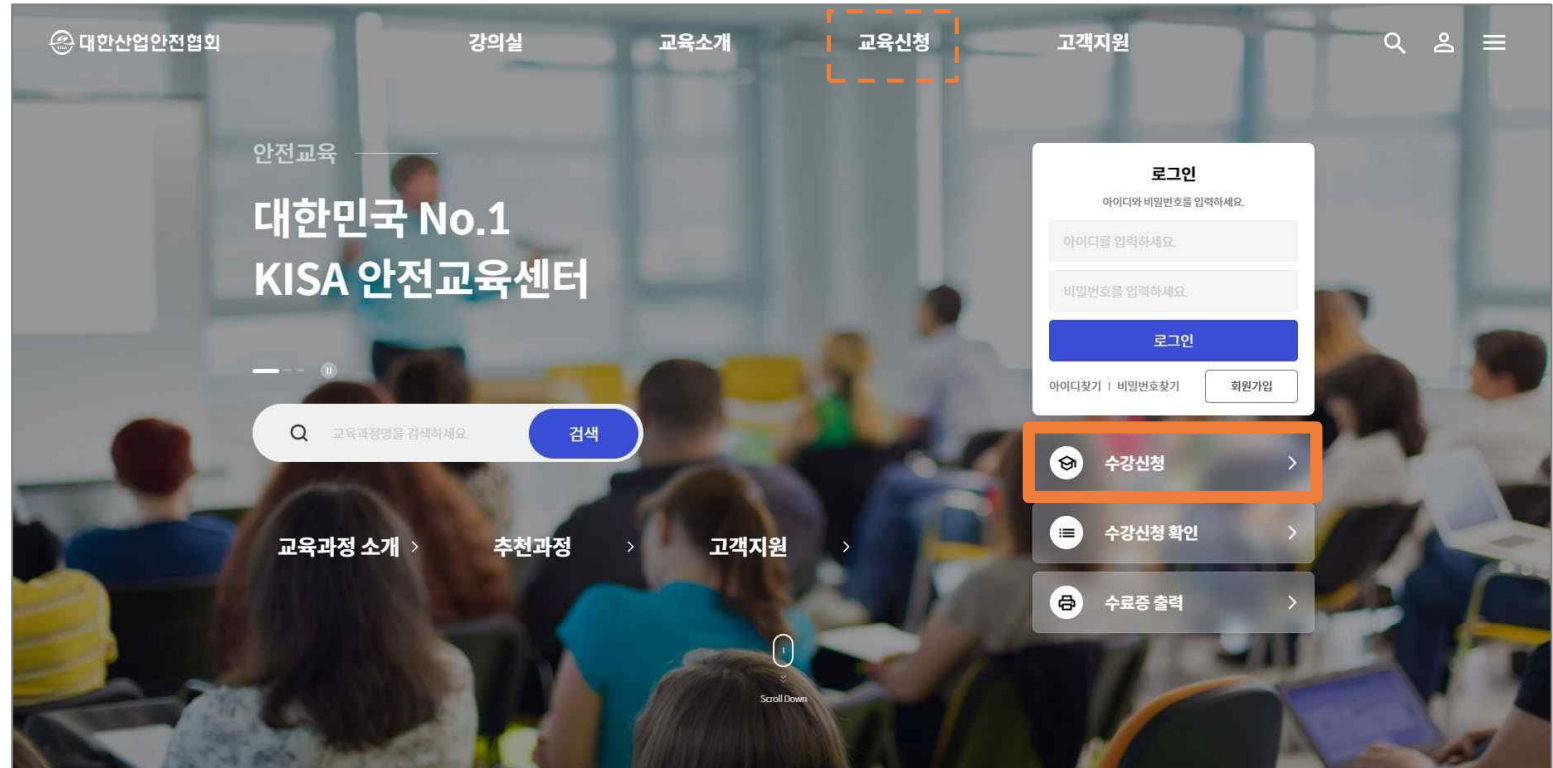 대한산업안전협회
강의실
교육소개
교육신청
고객지원
안전교육
대한민국 No.1
KISA 안전교육센터
교육과정명을 검색하세요.
검색
교육과정 소개
추천과정
고객지원
Scroll Down
로그인
아이디와 비밀번호를 입력하세요.
아이디를 입력하세요.
비밀번호를 입력하세요.
로그인
아이디찾기 | 비밀번호찾기
회원가입
수강신청
수강신청 확인
수료증 출력